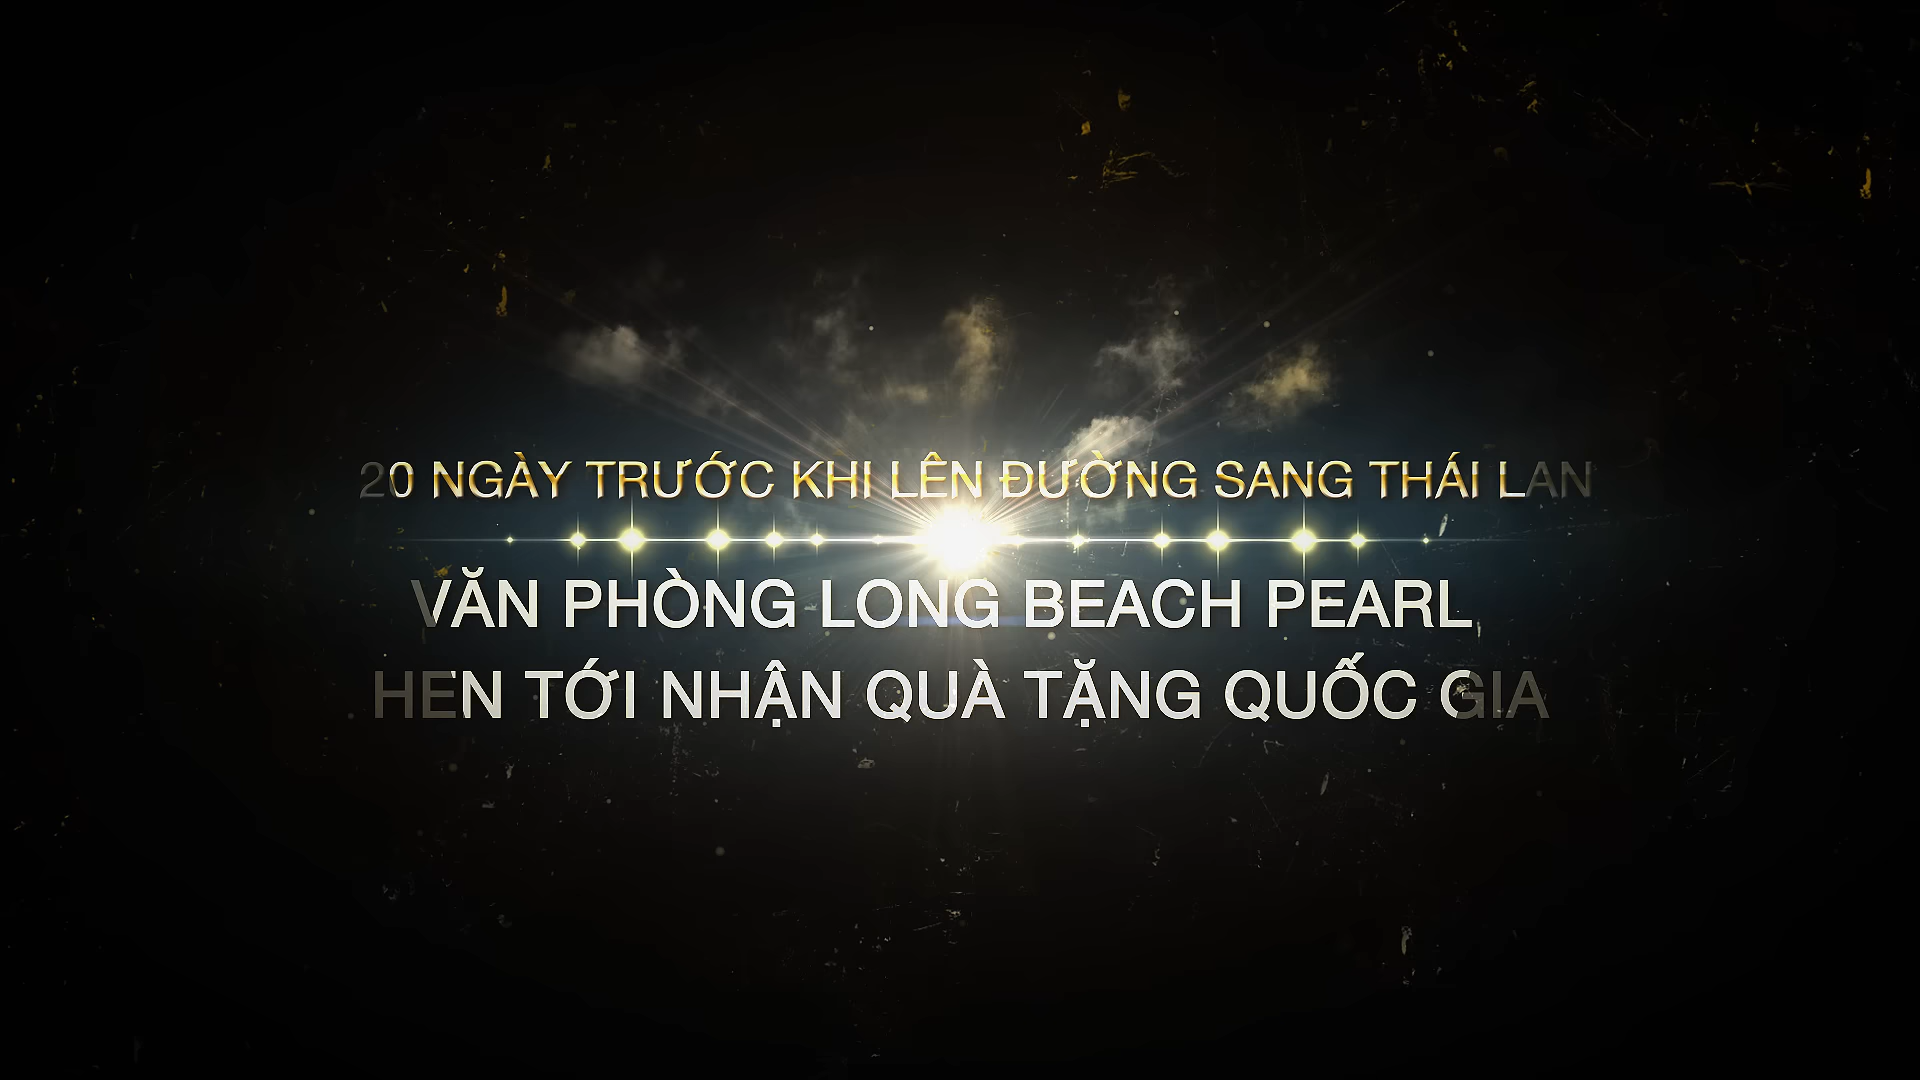 20 NGÀY TRƯỚC KHI LÊN ĐƯỜNG SANG THÁI LAN
VĂN PHÒNG LONG BEACH PEARL
HEN TỚI NHẬN QUÀ TẶNG QUỐC GIA